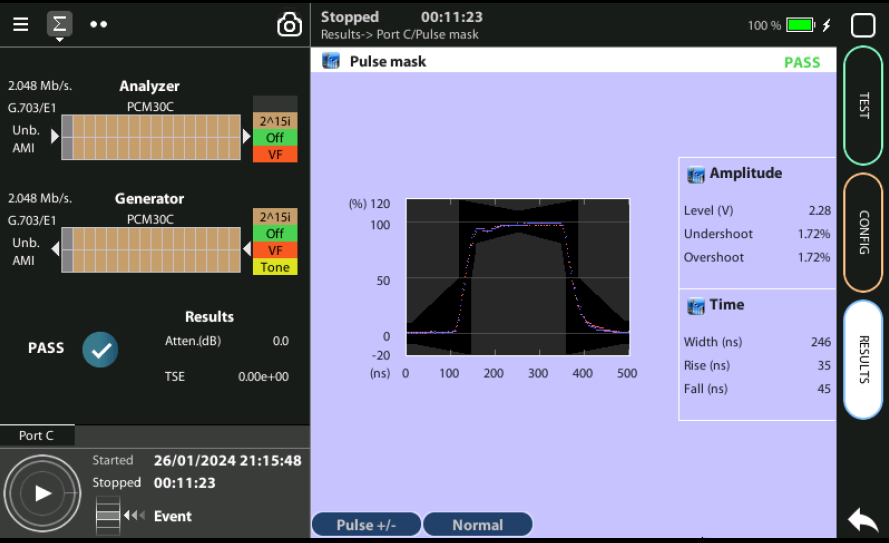 Stopped 00:11:23
Results-> Port C/Pulse mask
100 %
Pulse mask PASS
2.048 Mb/s. Analyzer
G.703/E1 PCM30C
Unb.
AMI
2^15i
Off
VF
2.048 Mb/s. Generator
G.703/E1 PCM30C
Unb.
AMI
2^15i
Off
VF
Tone
Results
PASS
Atten.(dB) 0.0
TSE 0.00e+00
Port C
Started 26/01/2024 21:15:48
Stopped 00:11:23
Event
(%) 120
100
50
0
-20
(ns) 0 100 200 300 400 500
Amplitude
Level (V) 2.28
Undershoot 1.72%
Overshoot 1.72%
Time
Width (ns) 246
Rise (ns) 35
Fall (ns) 45
Pulse +/- Normal
TEST
CONFIG
RESULTS